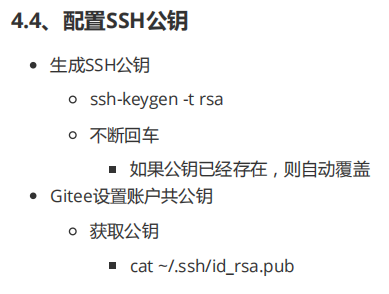 4.4、配置SSH公钥
生成SSH公钥
ssh-keygen -t rsa
不断回车
如果公钥已经存在，则自动覆盖
Gitee设置账户共公钥
获取公钥
cat ~/.ssh/id_rsa.pub